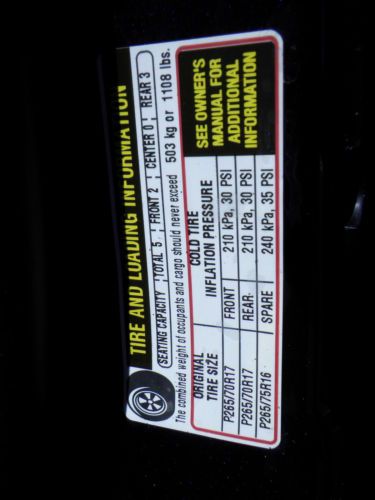 TIRE AND LOADING INFORMATION
SEATING CAPACITY TOTAL 5 FRONT 2 CENTER 0 REAR 3
The combined weight of occupants and cargo should never exceed 503 kg or 1108 lbs.
ORIGINAL TIRE SIZE COLD TIRE INFLATION PRESSURE
P265/70R17 FRONT 210 kPa, 30 PSI
P265/70R17 REAR 210 kPa, 30 PSI
P265/75R16 SPARE 240 kPa, 35 PSI
SEE OWNER'S
MANUAL FOR
ADDITIONAL
INFORMATION